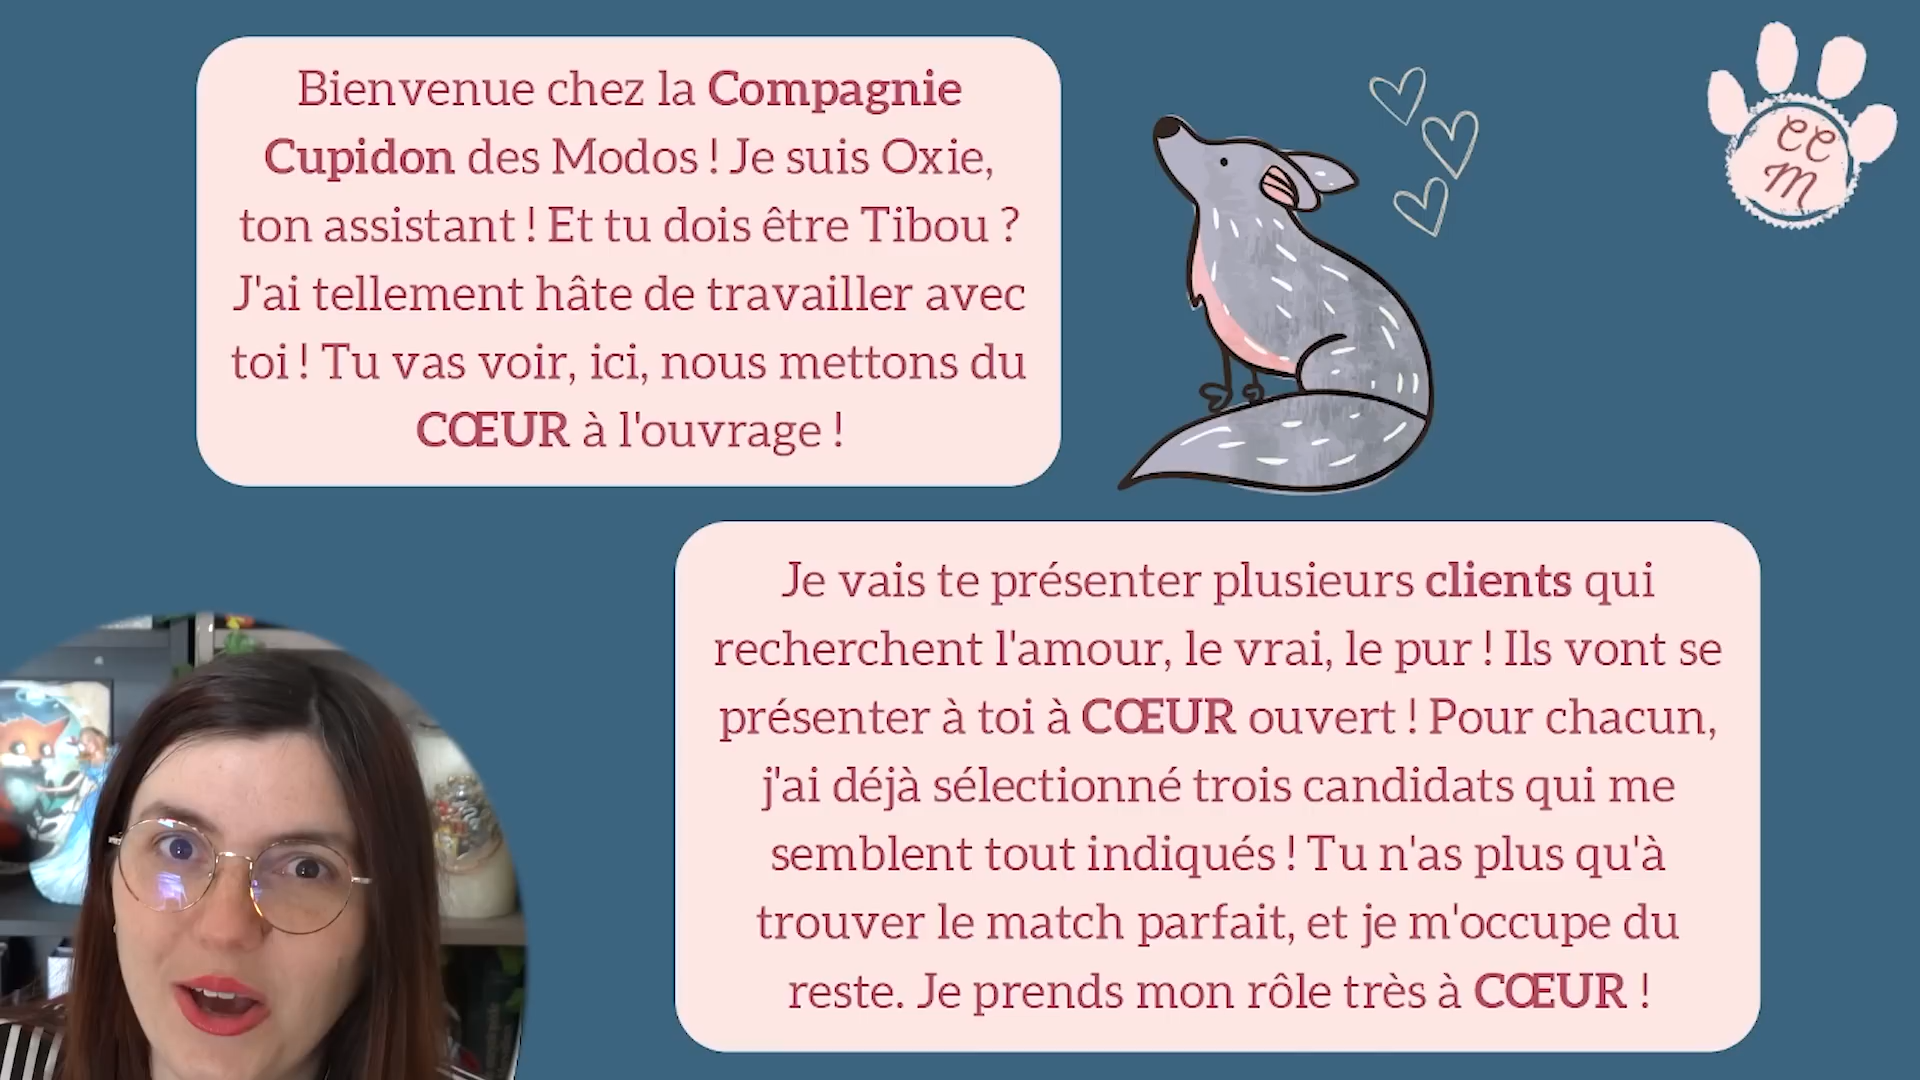 Bienvenue chez la Compagnie
Cupidon des Modos ! Je suis Oxie,
ton assistant ! Et tu dois être Tibou ?
J'ai tellement hâte de travailler avec
toi ! Tu vas voir, ici, nous mettons du
CŒUR à l'ouvrage !
CC
M
Je vais te présenter plusieurs clients qui
recherchent l'amour, le vrai, le pur ! Ils vont se
présenter à toi à CŒUR ouvert ! Pour chacun,
j'ai déjà sélectionné trois candidats qui me
semblent tout indiqués ! Tu n'as plus qu'à
trouver le match parfait, et je m'occupe du
reste. Je prends mon rôle très à CŒUR !